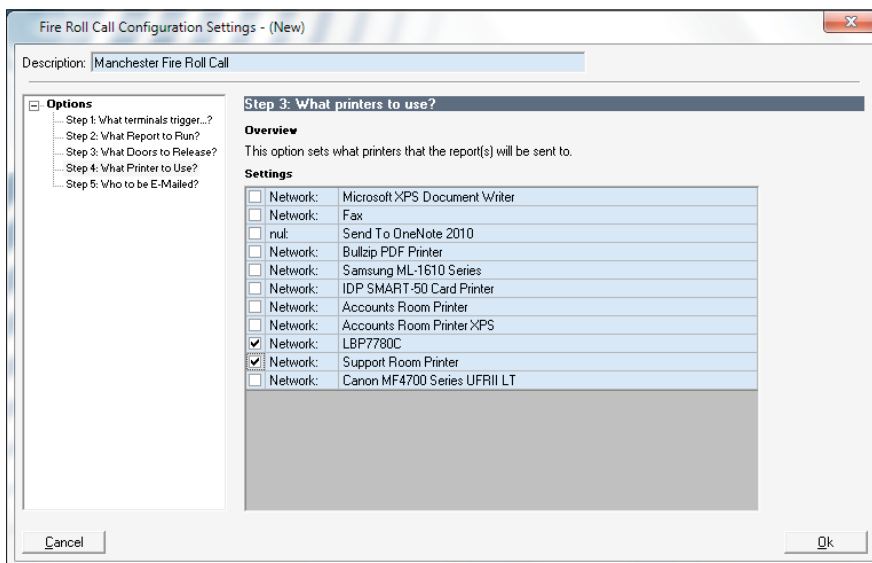 Fire Roll Call Configuration Settings - (New)
Description: Manchester Fire Roll Call
Options
Step 1: What terminals trigger...?
Step 2: What Report to Run?
Step 3: What Doors to Release?
Step 4: What Printer to Use?
Step 5: Who to be E-Mailed?
Step 3: What printers to use?
Overview
This option sets what printers that the report(s) will be sent to.
Settings
Network: Microsoft XPS Document Writer
Network: Fax
nul: Send To OneNote 2010
Network: Bullzip PDF Printer
Network: Samsung ML-1610 Series
Network: IDP SMART-50 Card Printer
Network: Accounts Room Printer
Network: Accounts Room Printer XPS
Network: LBP7780C
Network: Support Room Printer
Network: Canon MF4700 Series UFRII LT
Cancel
Ok